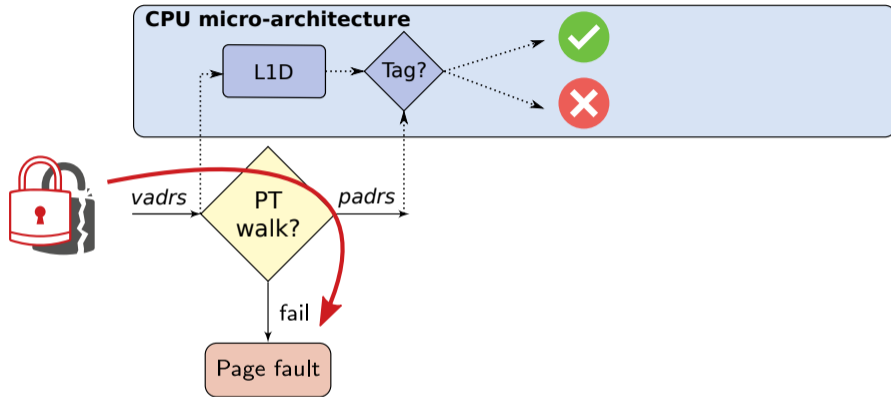 CPU micro-architecture
L1D
Tag?
vadrs
PT
walk?
padrs
fail
Page fault